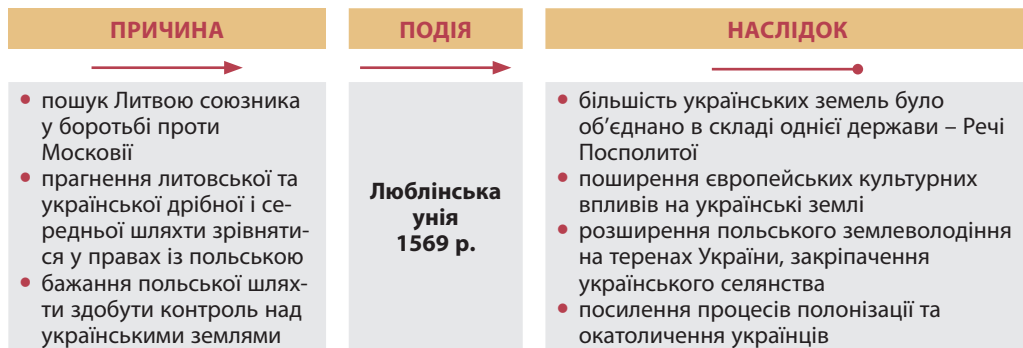 ПРИЧИНА
ПОДІЯ
НАСЛІДОК
• пошук Литвою союзника
у боротьбі проти
Московії
• прагнення литовської та
української дрібної і се-
редньої шляхти зрівняти-
ся у правах із польською
• бажання польської шлях-
ти здобути контроль над
українськими землями
Люблінська
унія
1569 р.
• більшість українських земель було
об’єднано в складі однієї держави – Речі
Посполитої
• поширення європейських культурних
впливів на українські землі
• розширення польського землеволодіння
на теренах України, закріпачення
українського селянства
• посилення процесів полонізації та
окатоличення українців